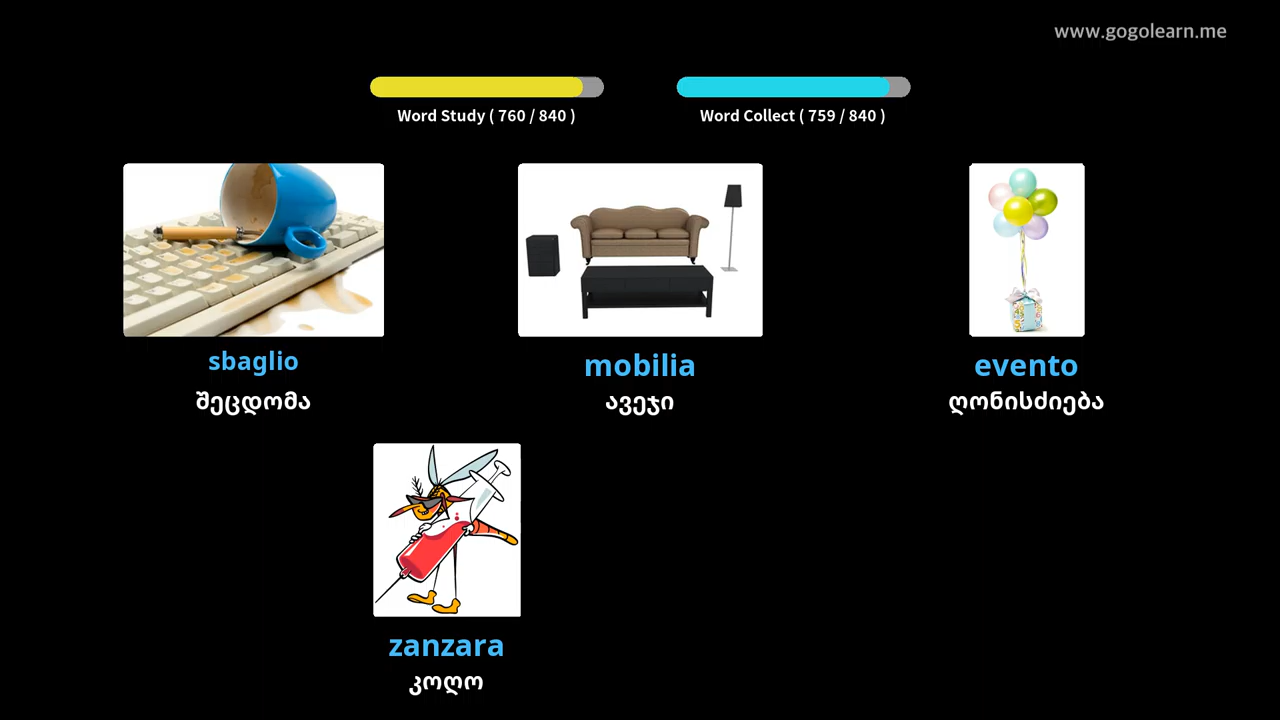 www.gogolearn.me
Word Study ( 760 / 840 )
Word Collect ( 759 / 840 )
sbaglio
შეცდომა
mobilia
ავეჯი
evento
ღონისძიება
zanzara
კოღო